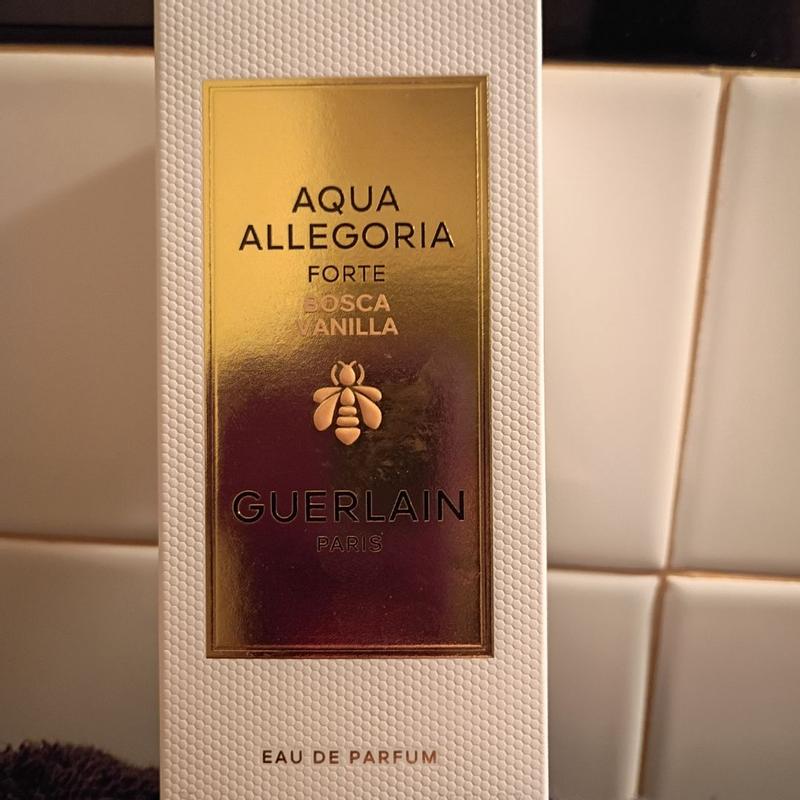 AQUA
ALLEGORIA
FORTE
BOSCA
VANILLA
GUERLAIN
PARIS
EAU DE PARFUM